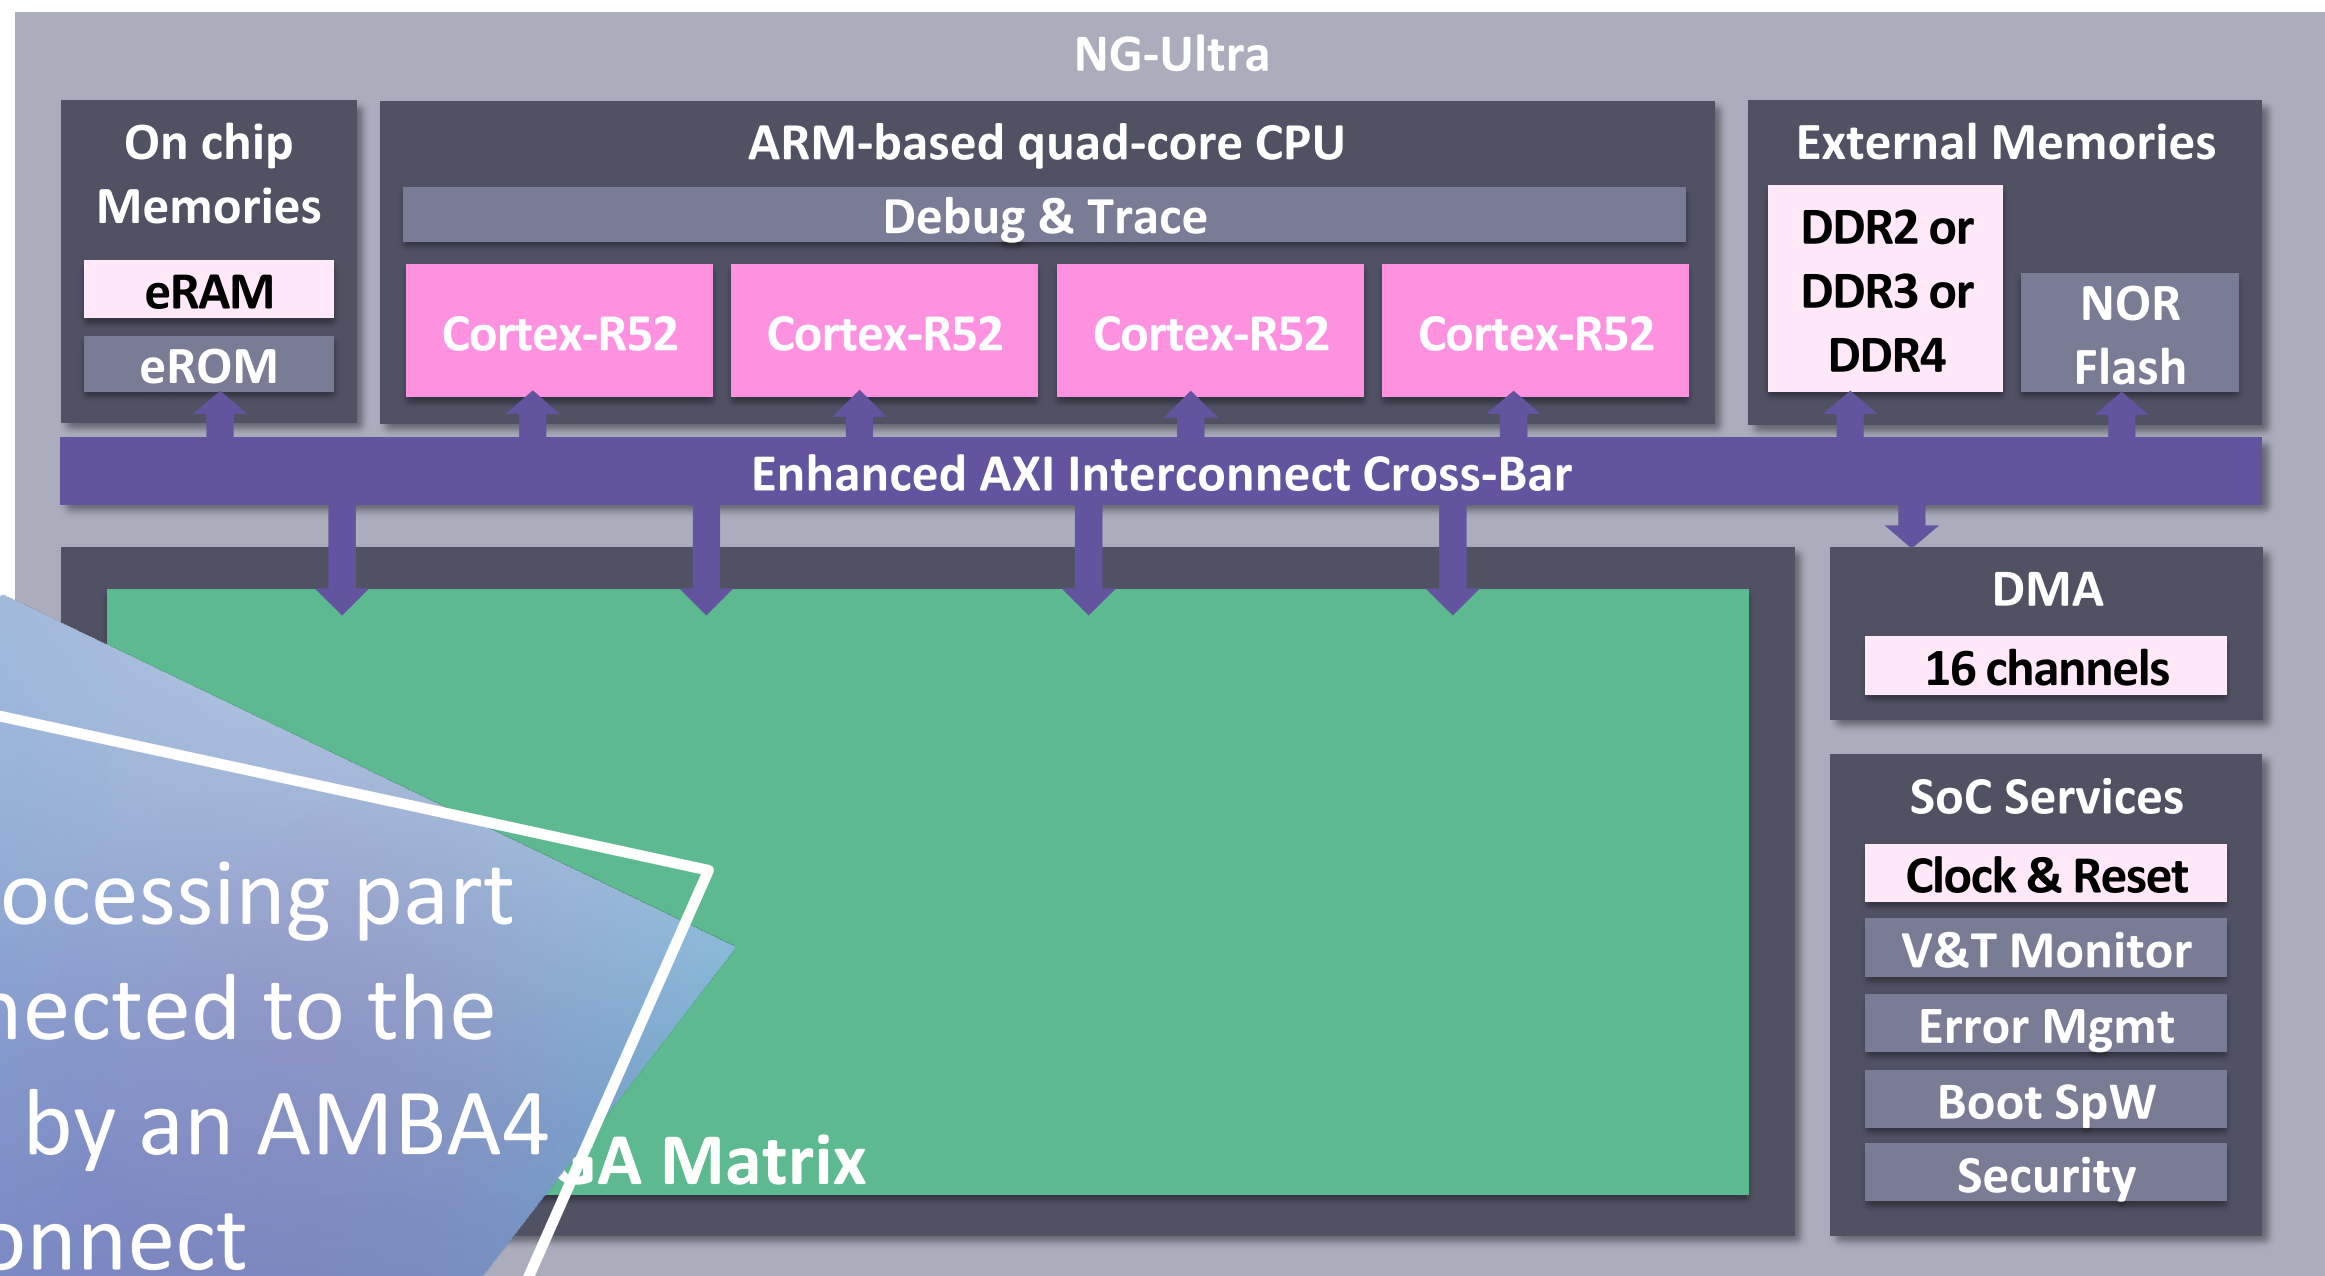 NG-Ultra
On chip
Memories
eRAM
eROM
ARM-based quad-core CPU
Debug & Trace
Cortex-R52
Cortex-R52
Cortex-R52
Cortex-R52
External Memories
DDR2 or
DDR3 or
DDR4
NOR
Flash
Enhanced AXI Interconnect Cross-Bar
DMA
16 channels
SoC Services
Clock & Reset
V&T Monitor
Error Mgmt
Boot SpW
Security
ocessing part
nected to the
by an AMBA4
onnect
GA Matrix